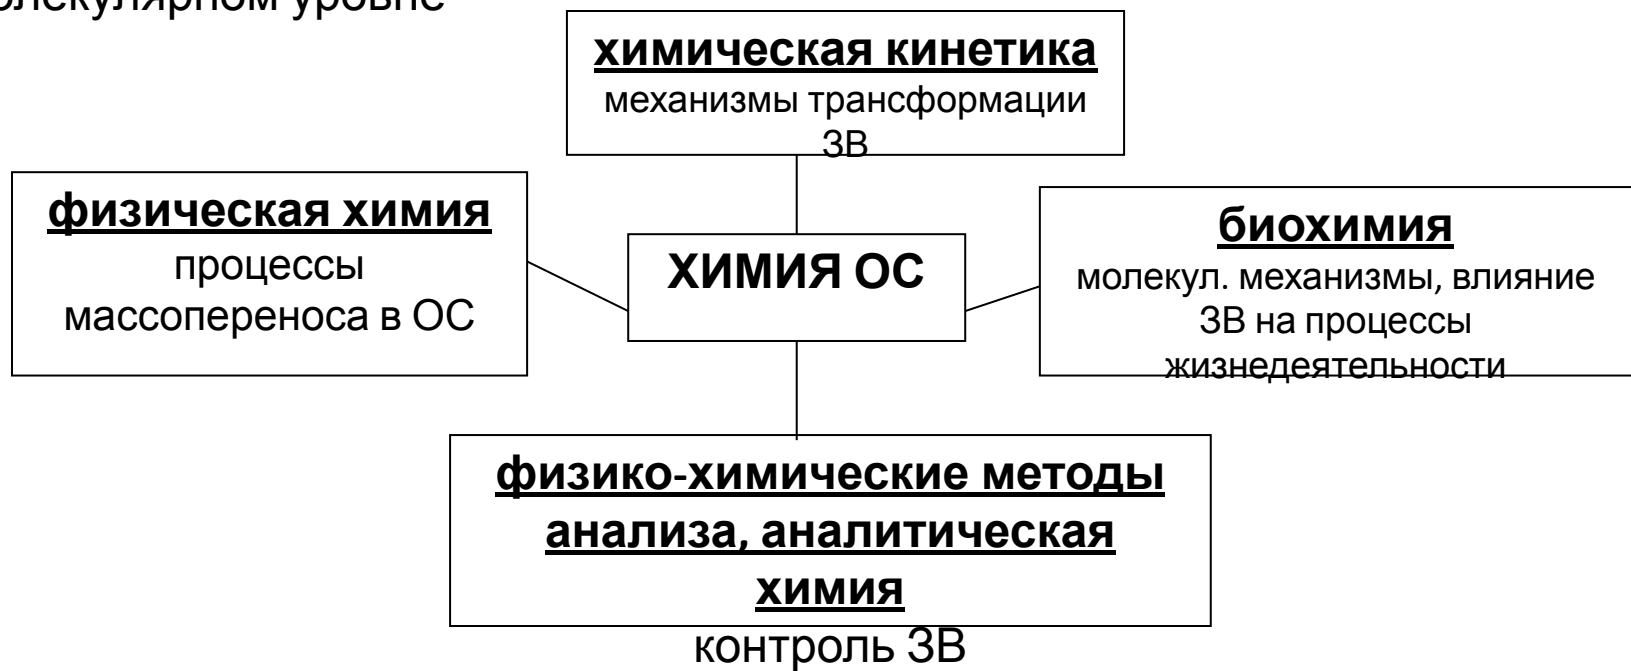 уровне
химическая кинетика
механизмы трансформации
ЗВ
физическая химия
процессы
массопереноса в ОС
ХИМИЯ ОС
биохимия
молекул. механизмы, влияние
ЗВ на процессы
жизнедеятельности
физико-химические методы
анализа, аналитическая
химия
контроль ЗВ